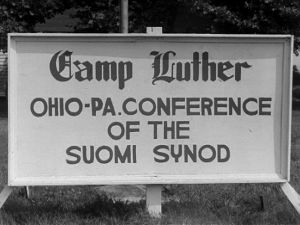 Camp Luther
OHIO-PA. CONFERENCE
OF THE
SUOMI SYNOD